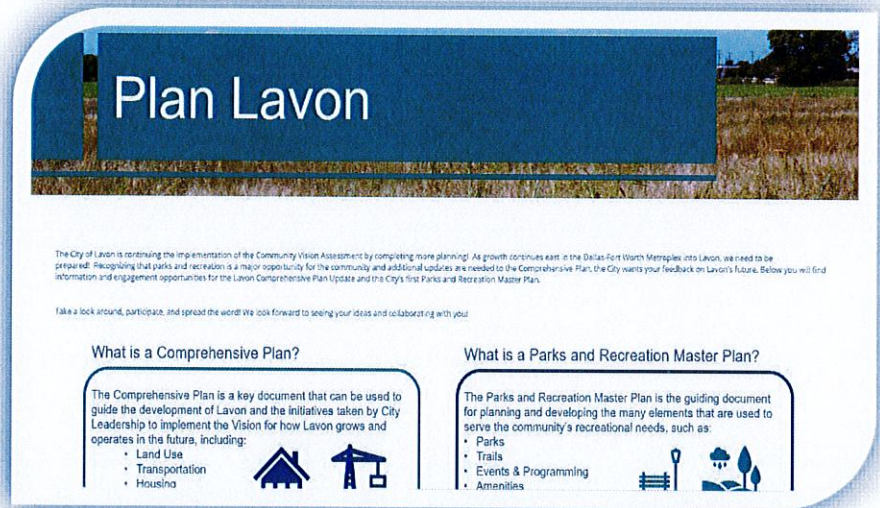 Plan Lavon
The City of Lavon is continuing the implementation of the Community Vision Assessment by completing more planning! As growth continues east in the Dallas-Fort Worth Metroplex into Lavon, we need to be
prepared! Recognizing that parks and recreation is a major opportunity for the community and additional updates are needed to the Comprehensive Plan, the City wants your feedback on Lavon's future. Below you will find
information and engagement opportunities for the Lavon Comprehensive Plan Update and the City's first Parks and Recreation Master Plan.
Take a look around, participate, and spread the word! We look forward to seeing your ideas and collaborating with you!
What is a Comprehensive Plan?
The Comprehensive Plan is a key document that can be used to
guide the development of Lavon and the initiatives taken by City
Leadership to implement the Vision for how Lavon grows and
operates in the future, including:
• Land Use
• Transportation
• Housing
What is a Parks and Recreation Master Plan?
The Parks and Recreation Master Plan is the guiding document
for planning and developing the many elements that are used to
serve the community's recreational needs, such as:
• Parks
• Trails
• Events & Programming
• Amenities